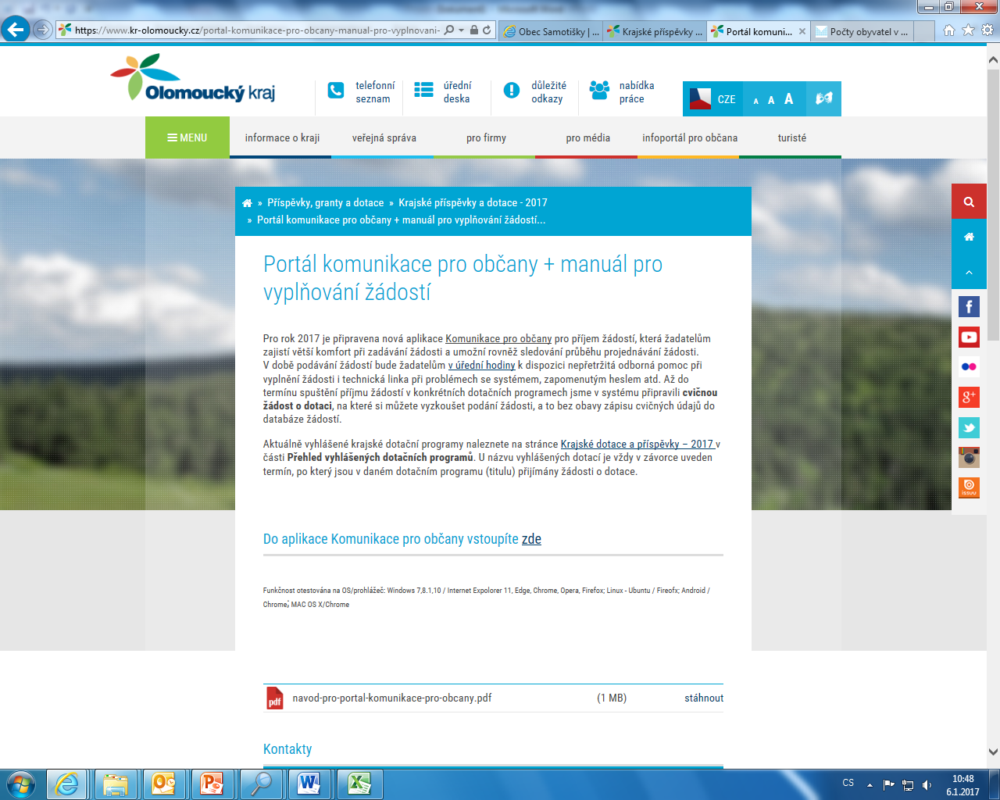 https://www.kr-olomoucky.cz/portal-komunikace-pro-obcany-manual-pro-vyplnovani-
Obec Samotišky | ...
Krajské příspěvky ...
Portál komuni...
Počty obyvatel v ...
Olomoucký kraj
telefonní seznam
úřední deska
důležité odkazy
nabídka práce
CZE
A A A
MENU
informace o kraji
veřejná správa
pro firmy
pro média
infoportál pro občana
turisté
» Příspěvky, granty a dotace » Krajské příspěvky a dotace - 2017
» Portál komunikace pro občany + manuál pro vyplňování žádostí...
Portál komunikace pro občany + manuál pro
vyplňování žádostí
Pro rok 2017 je připravena nová aplikace Komunikace pro občany pro příjem žádostí, která žadatelům
zajistí větší komfort při zadávání žádosti a umožní rovněž sledování průběhu projednávání žádosti.
V době podávání žádostí bude žadatelům v úřední hodiny k dispozici nepřetržitá odborná pomoc při
vyplnění žádosti i technická linka při problémech se systémem, zapomenutým heslem atd. Až do
termínu spuštění příjmu žádostí v konkrétních dotačních programech jsme v systému připravili cvičnou
žádost o dotaci, na které si můžete vyzkoušet podání žádosti, a to bez obavy zápisu cvičných údajů do
databáze žádostí.
Aktuálně vyhlášené krajské dotační programy naleznete na stránce Krajské dotace a příspěvky – 2017 v
části Přehled vyhlášených dotačních programů. U názvu vyhlášených dotací je vždy v závorce uveden
termín, po který jsou v daném dotačním programu (titulu) přijímány žádosti o dotace.
Do aplikace Komunikace pro občany vstoupíte zde
Funkčnost otestována na OS/prohlážeč: Windows 7,8.1,10 / Internet Expolorer 11, Edge, Chrome, Opera, Firefox; Linux - Ubuntu / Fireofx; Android /
Chrome; MAC OS X/Chrome
pdf navod-pro-portal-komunikace-pro-obcany.pdf (1 MB) stáhnout
Kontakty
issuu
CS
10:48
6.1.2017